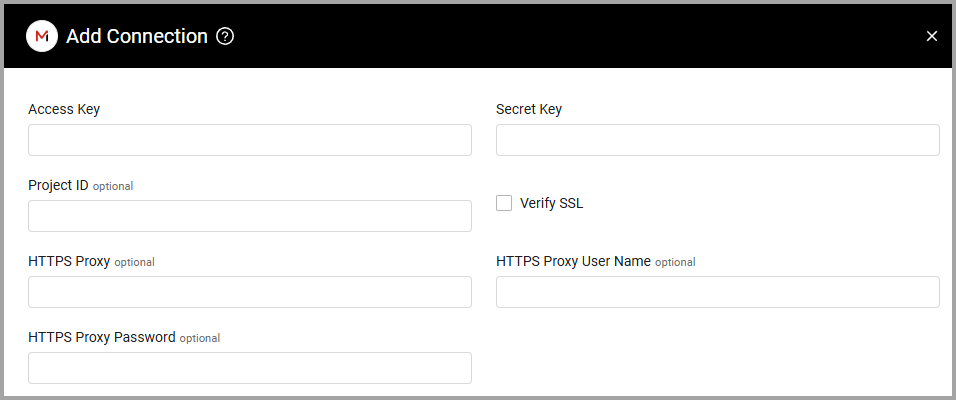 Add Connection ?
Access Key
Secret Key
Project ID optional
Verify SSL
HTTPS Proxy optional
HTTPS Proxy User Name optional
HTTPS Proxy Password optional